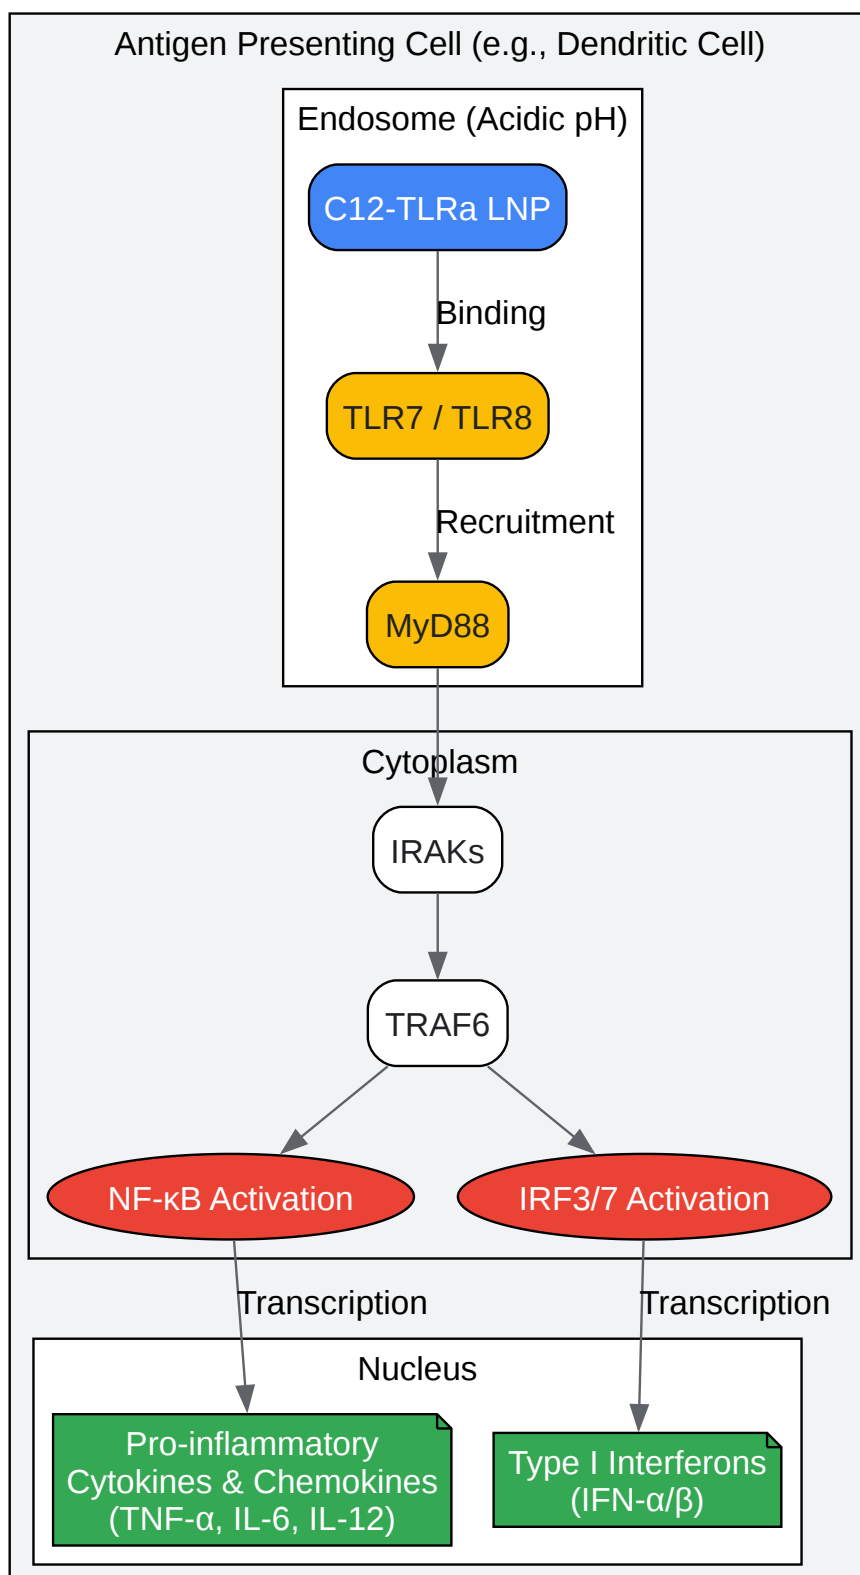 Antigen Presenting Cell (e.g., Dendritic Cell)
Endosome (Acidic pH)
C12-TLRa LNP
Binding
TLR7 / TLR8
Recruitment
MyD88
Cytoplasm
IRAKs
TRAF6
NF-κB Activation
IRF3/7 Activation
Transcription
Transcription
Nucleus
Pro-inflammatory
Cytokines & Chemokines
(TNF-α, IL-6, IL-12)
Type I Interferons
(IFN-α/β)